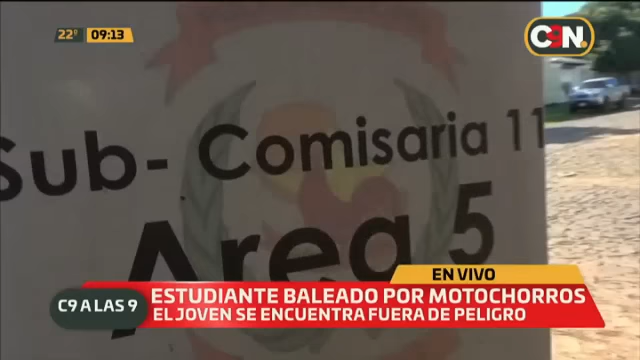 22º 09:13
C9N.
Sub- Comisaria 11
Area 5
EN VIVO
C9 A LAS 9
ESTUDIANTE BALEADO POR MOTOCHORROS
EL JOVEN SE ENCUENTRA FUERA DE PELIGRO